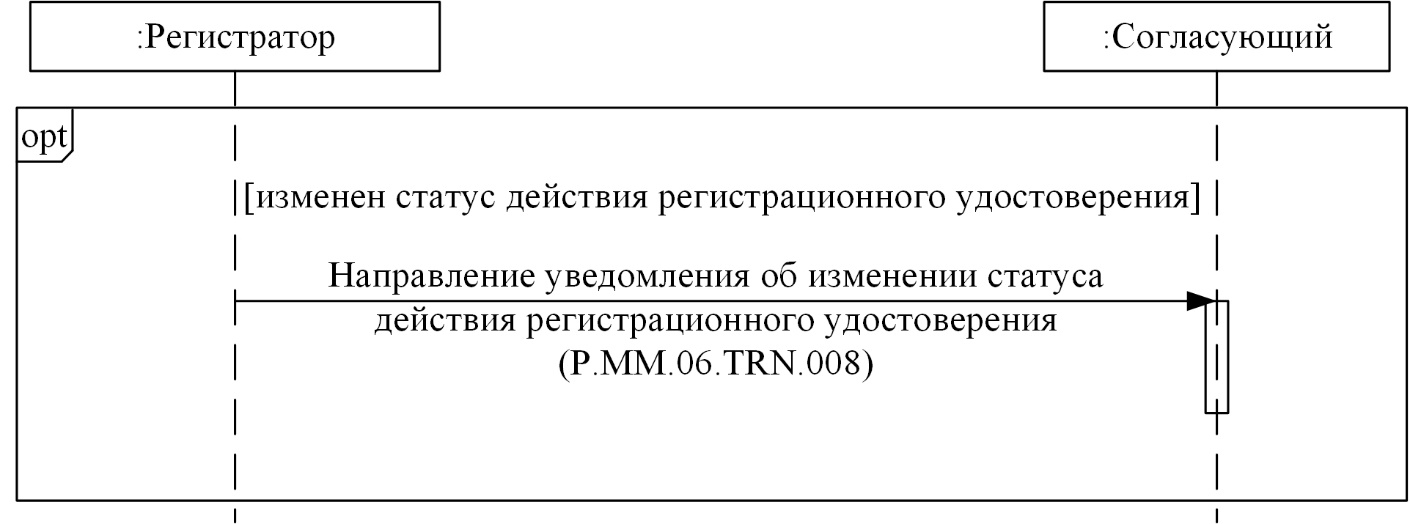 :Регистратор
:Согласующий
opt
[изменен статус действия регистрационного удостоверения]
Направление уведомления об изменении статуса
действия регистрационного удостоверения
(P.MM.06.TRN.008)